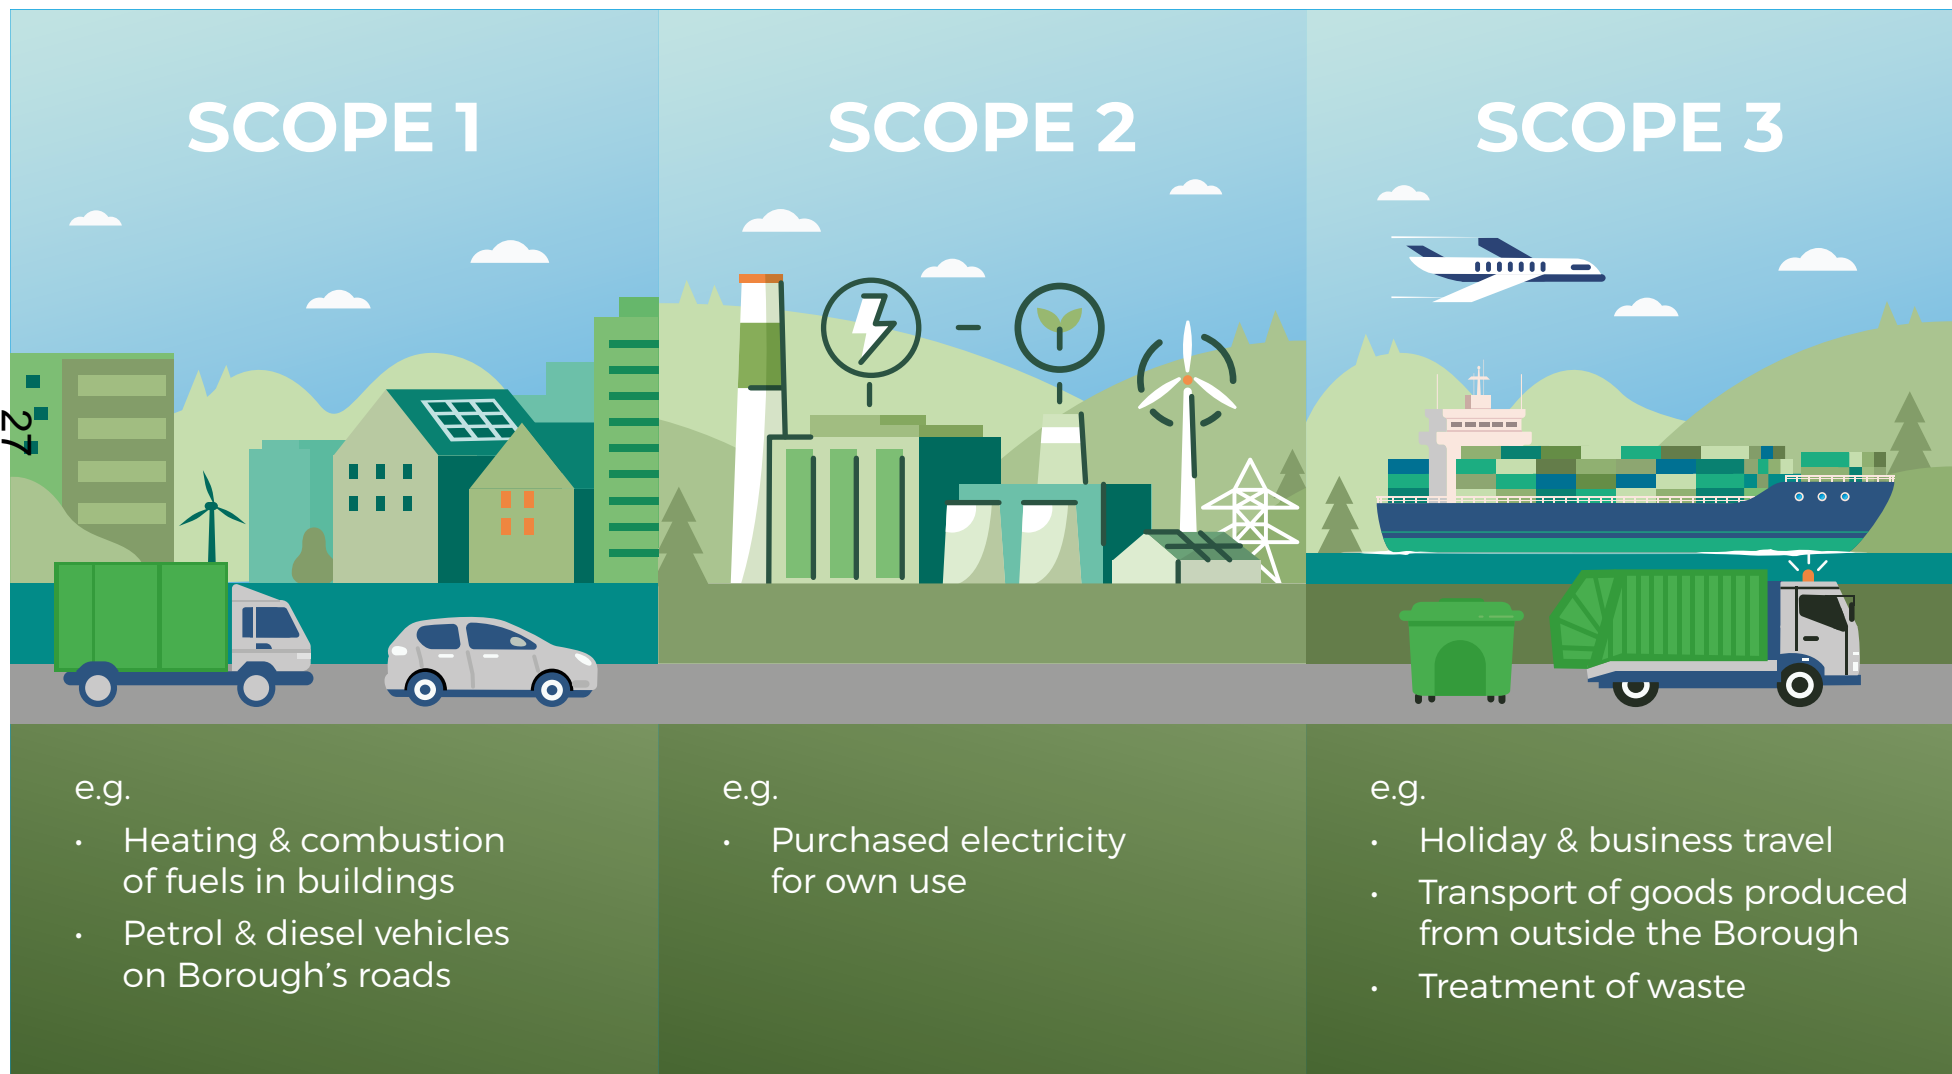 SCOPE 1
SCOPE 2
SCOPE 3
27
e.g.
• Heating & combustion
of fuels in buildings
• Petrol & diesel vehicles
on Borough’s roads
e.g.
• Purchased electricity
for own use
e.g.
• Holiday & business travel
• Transport of goods produced
from outside the Borough
• Treatment of waste